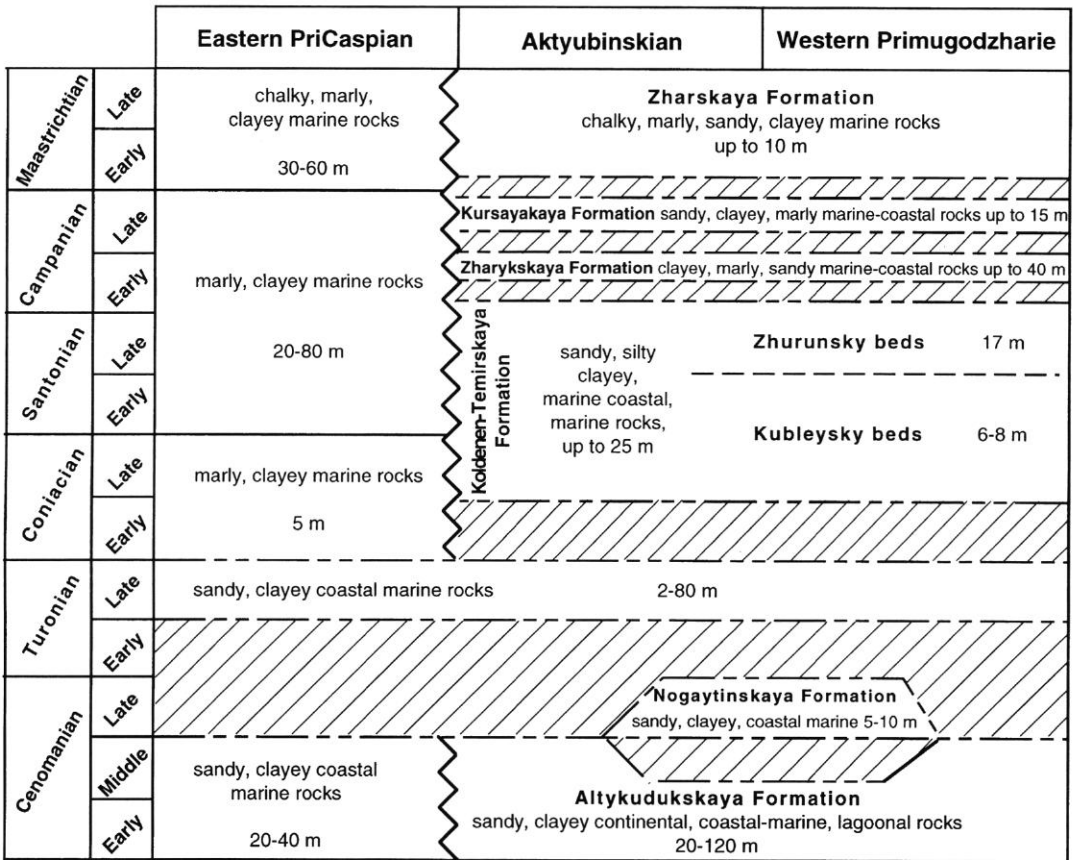 Eastern PriCaspian
Aktyubinskian
Western Primugodzharie
Maastrichtian
Late
Early
chalky, marly,
clayey marine rocks
30-60 m
Zharskaya Formation
chalky, marly, sandy, clayey marine rocks
up to 10 m
Campanian
Late
Early
Kursayakaya Formation sandy, clayey, marly marine-coastal rocks up to 15 m
Zharykskaya Formation clayey, marly, sandy marine-coastal rocks up to 40 m
marly, clayey marine rocks
20-80 m
Santonian
Late
Early
Koldenen-Temirskaya
Formation
sandy, silty
clayey,
marine coastal,
marine rocks,
up to 25 m
Zhurunsky beds 17 m
Kubleysky beds 6-8 m
Coniacian
Late
Early
marly, clayey marine rocks
5 m
Turonian
Late
Early
sandy, clayey coastal marine rocks 2-80 m
Cenomanian
Late
Middle
Early
Nogaytinskaya Formation
sandy, clayey, coastal marine 5-10 m
sandy, clayey coastal
marine rocks
20-40 m
Altykudukskaya Formation
sandy, clayey continental, coastal-marine, lagoonal rocks
20-120 m